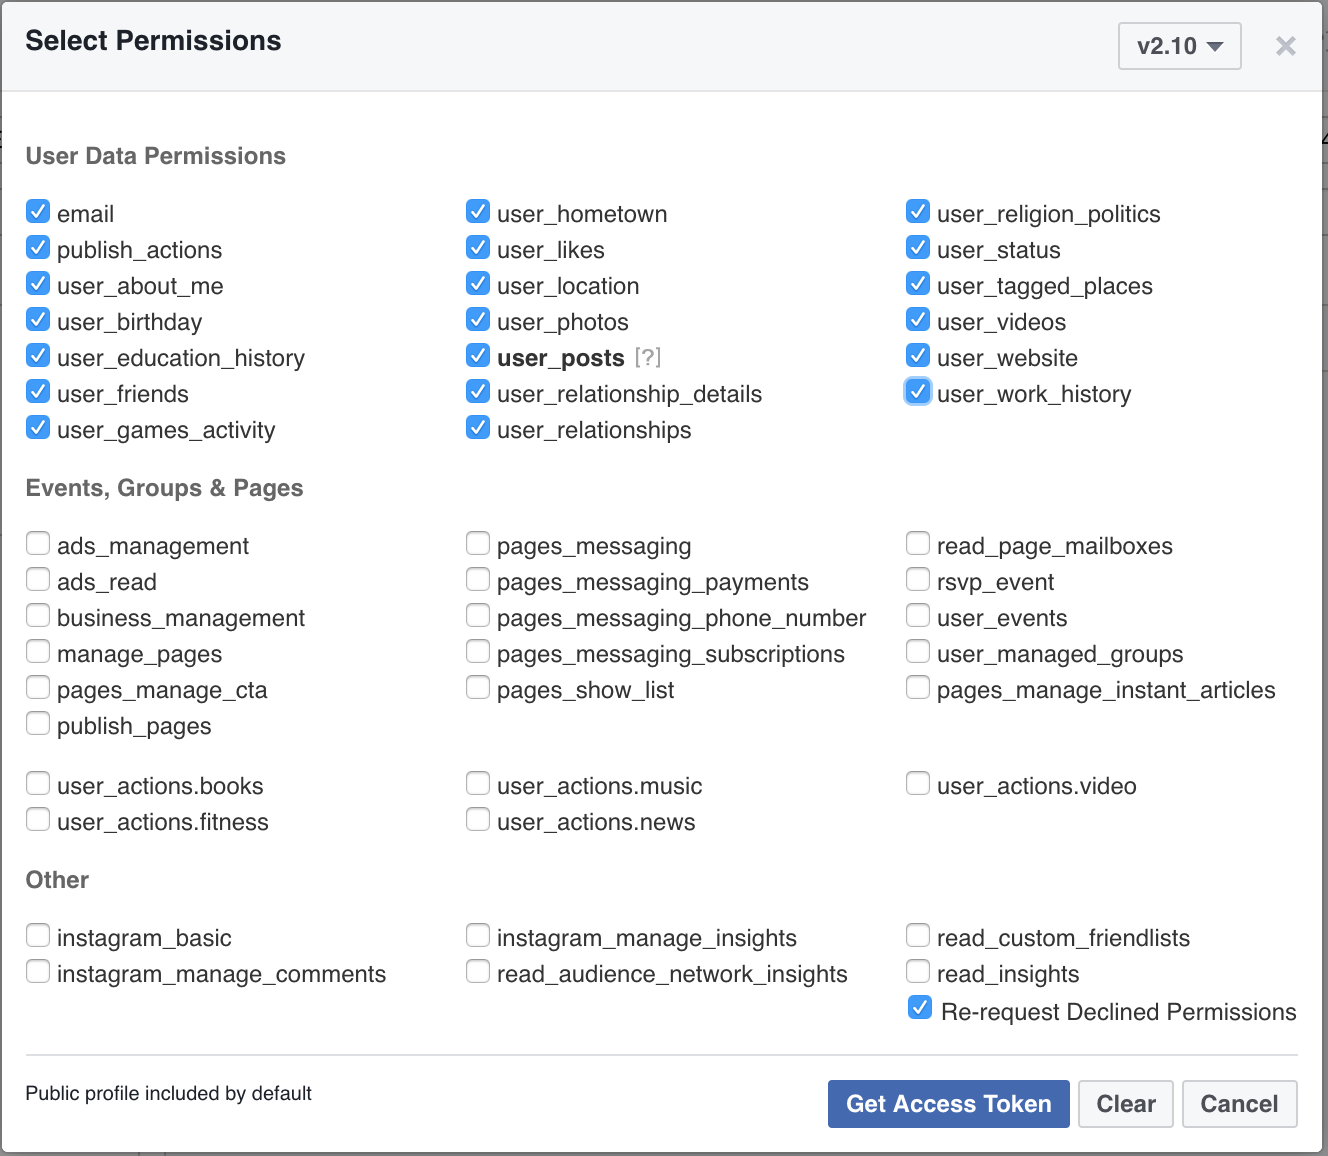 Select Permissions
v2.10
User Data Permissions
email
user_hometown
user_religion_politics
publish_actions
user_likes
user_status
user_about_me
user_location
user_tagged_places
user_birthday
user_photos
user_videos
user_education_history
user_posts [?]
user_website
user_friends
user_relationship_details
user_work_history
user_games_activity
user_relationships
Events, Groups & Pages
ads_management
pages_messaging
read_page_mailboxes
ads_read
pages_messaging_payments
rsvp_event
business_management
pages_messaging_phone_number
user_events
manage_pages
pages_messaging_subscriptions
user_managed_groups
pages_manage_cta
pages_show_list
pages_manage_instant_articles
publish_pages
user_actions.books
user_actions.music
user_actions.video
user_actions.fitness
user_actions.news
Other
instagram_basic
instagram_manage_insights
read_custom_friendlists
instagram_manage_comments
read_audience_network_insights
read_insights
Re-request Declined Permissions
Public profile included by default
Get Access Token
Clear
Cancel